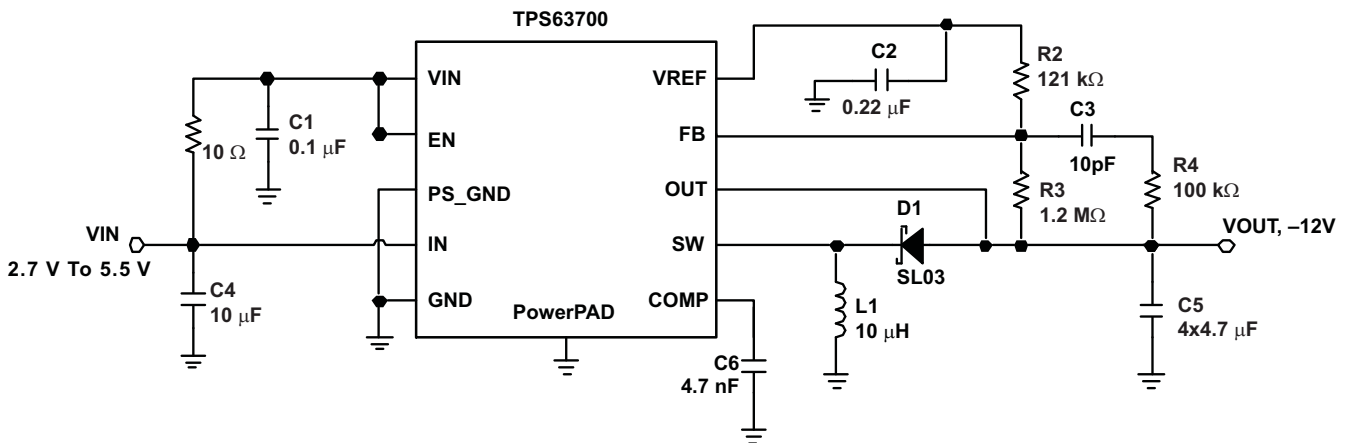 TPS63700
VIN
EN
PS_GND
IN
GND
PowerPAD
VREF
FB
OUT
SW
COMP
10 Ω
C1
0.1 μF
VIN
2.7 V To 5.5 V
C4
10 μF
C2
0.22 μF
R2
121 kΩ
C3
10pF
R4
100 kΩ
R3
1.2 MΩ
D1
SL03
VOUT, –12V
L1
10 μH
C5
4x4.7 μF
C6
4.7 nF